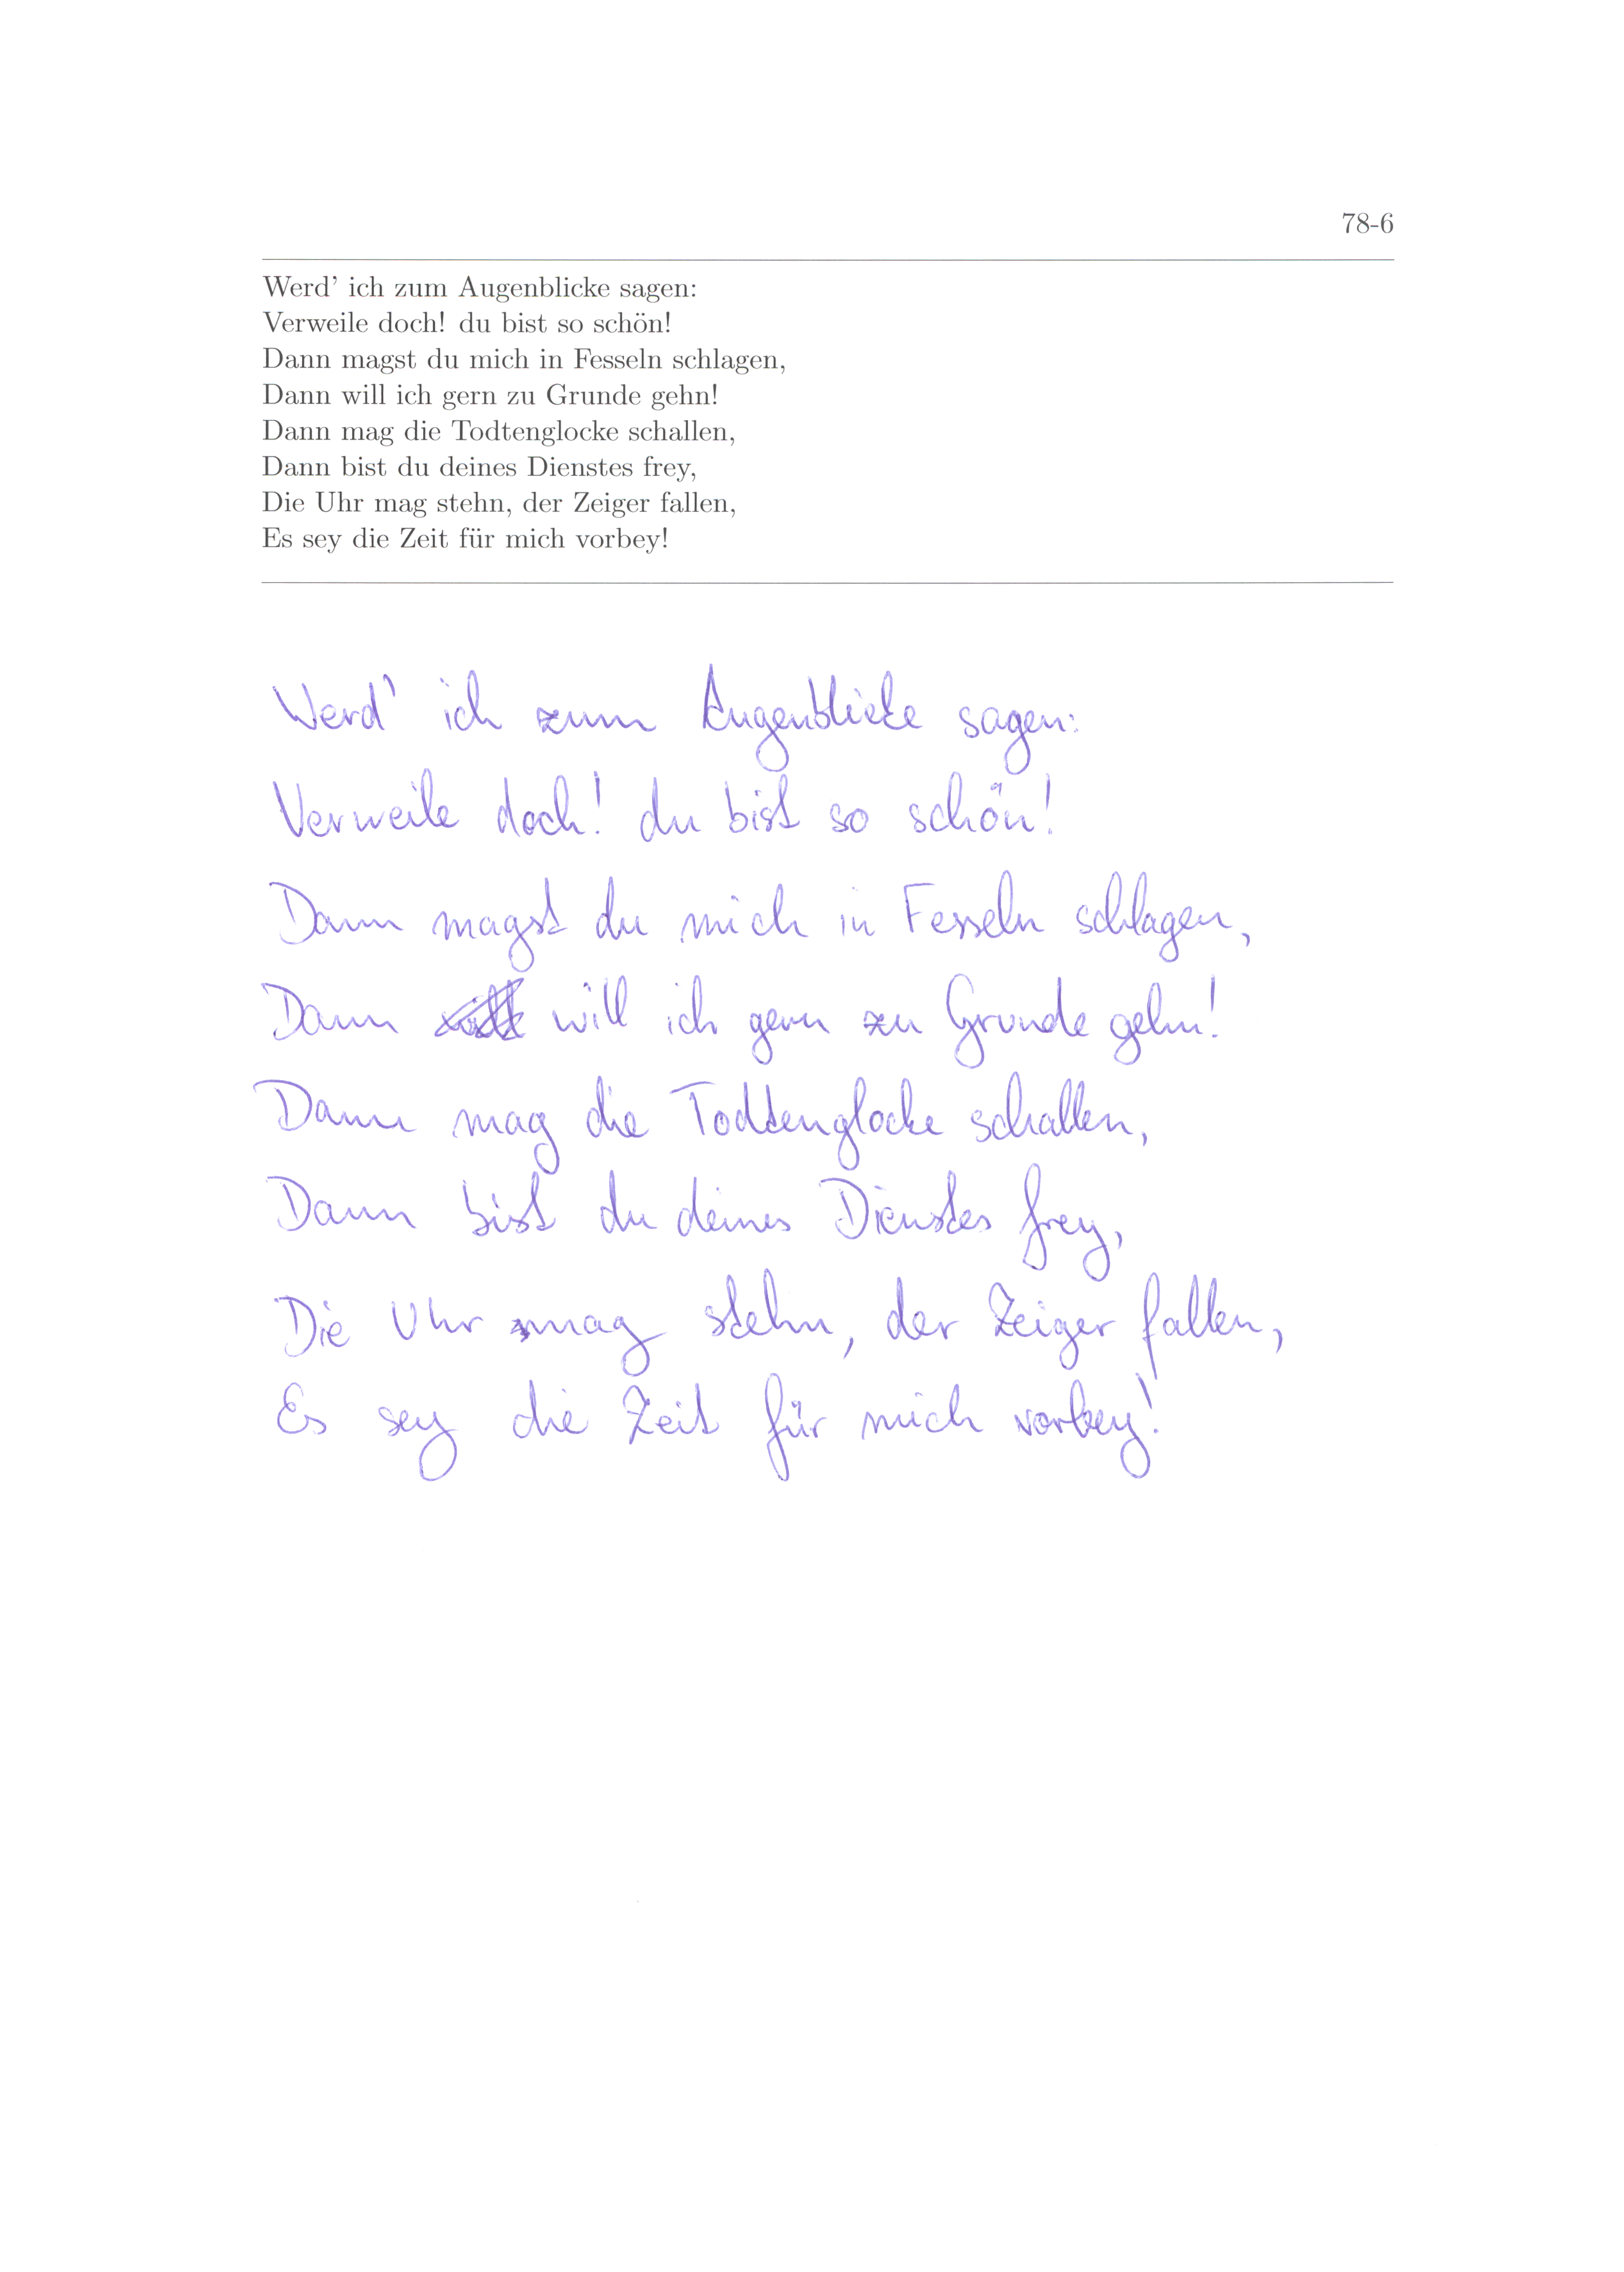 78-6
Werd' ich zum Augenblicke sagen:
Verweile doch! du bist so schön!
Dann magst du mich in Fesseln schlagen,
Dann will ich gern zu Grunde gehn!
Dann mag die Todtenglocke schallen,
Dann bist du deines Dienstes frey,
Die Uhr mag stehn, der Zeiger fallen,
Es sey die Zeit für mich vorbey!
Werd' ich zum Augenblicke sagen:
Verweile doch! du bist so schön!
Dann magst du mich in Fesseln schlagen,
Dann will ich gern zu Grunde gehn!
Dann mag die Todtenglocke schallen,
Dann bist du deines Dienstes frey,
Die Uhr mag stehn, der Zeiger fallen,
Es sey die Zeit für mich vorbey!